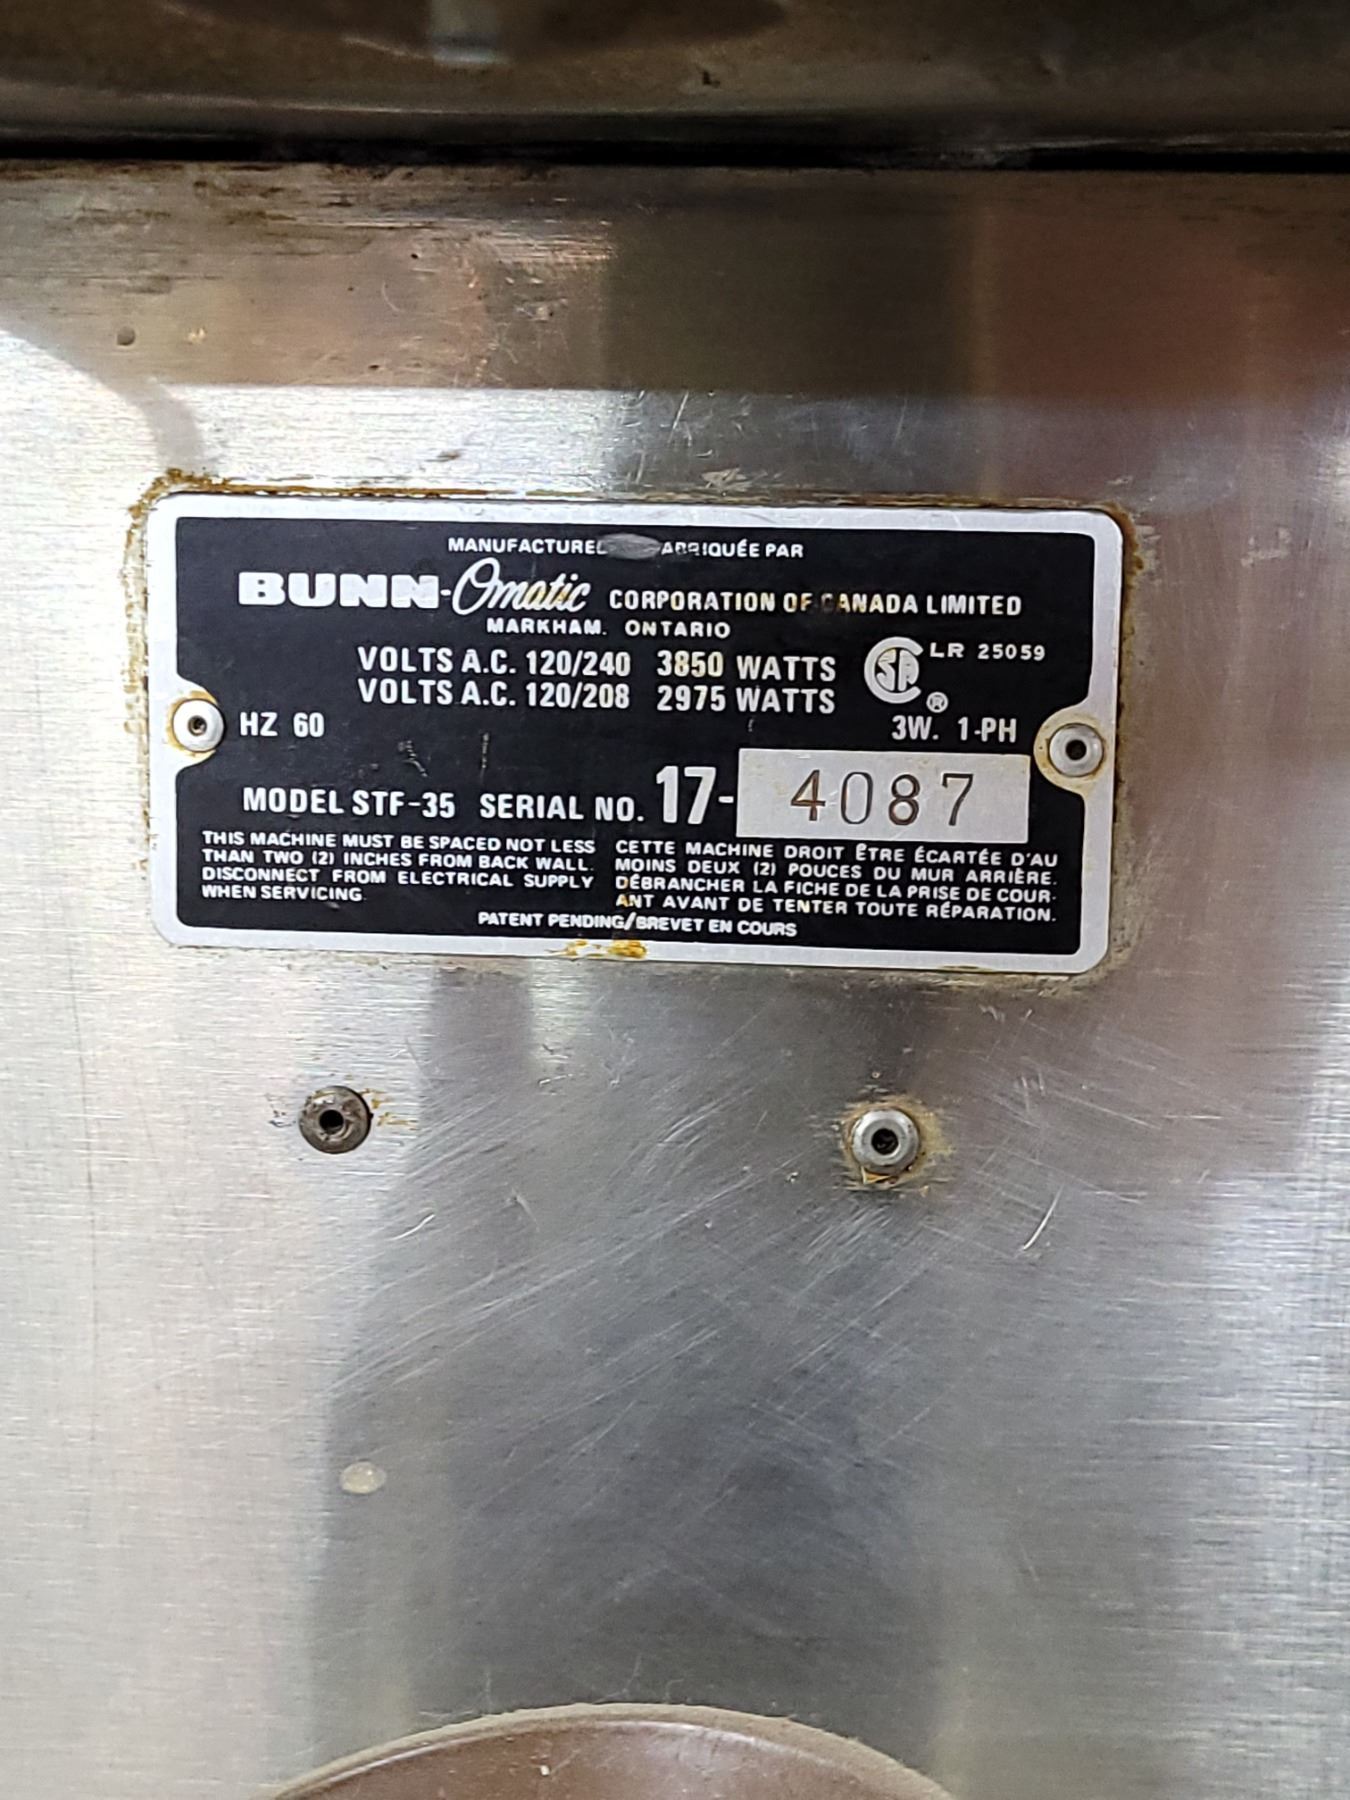 MANUFACTURED FABRIQUÉE PAR
BUNN-Omatic CORPORATION OF CANADA LIMITED
MARKHAM. ONTARIO
VOLTS A.C. 120/240 3850 WATTS
SA LR 25059
VOLTS A.C. 120/208 2975 WATTS
®
HZ 60
3W. 1-PH
MODEL STF-35 SERIAL NO. 17-4087
THIS MACHINE MUST BE SPACED NOT LESS
THAN TWO (2) INCHES FROM BACK WALL.
DISCONNECT FROM ELECTRICAL SUPPLY
WHEN SERVICING
CETTE MACHINE DROIT ÊTRE ÉCARTÉE D'AU
MOINS DEUX (2) POUCES DU MUR ARRIÈRE.
DÉBRANCHER LA FICHE DE LA PRISE DE COUR-
ANT AVANT DE TENTER TOUTE RÉPARATION.
PATENT PENDING/BREVET EN COURS